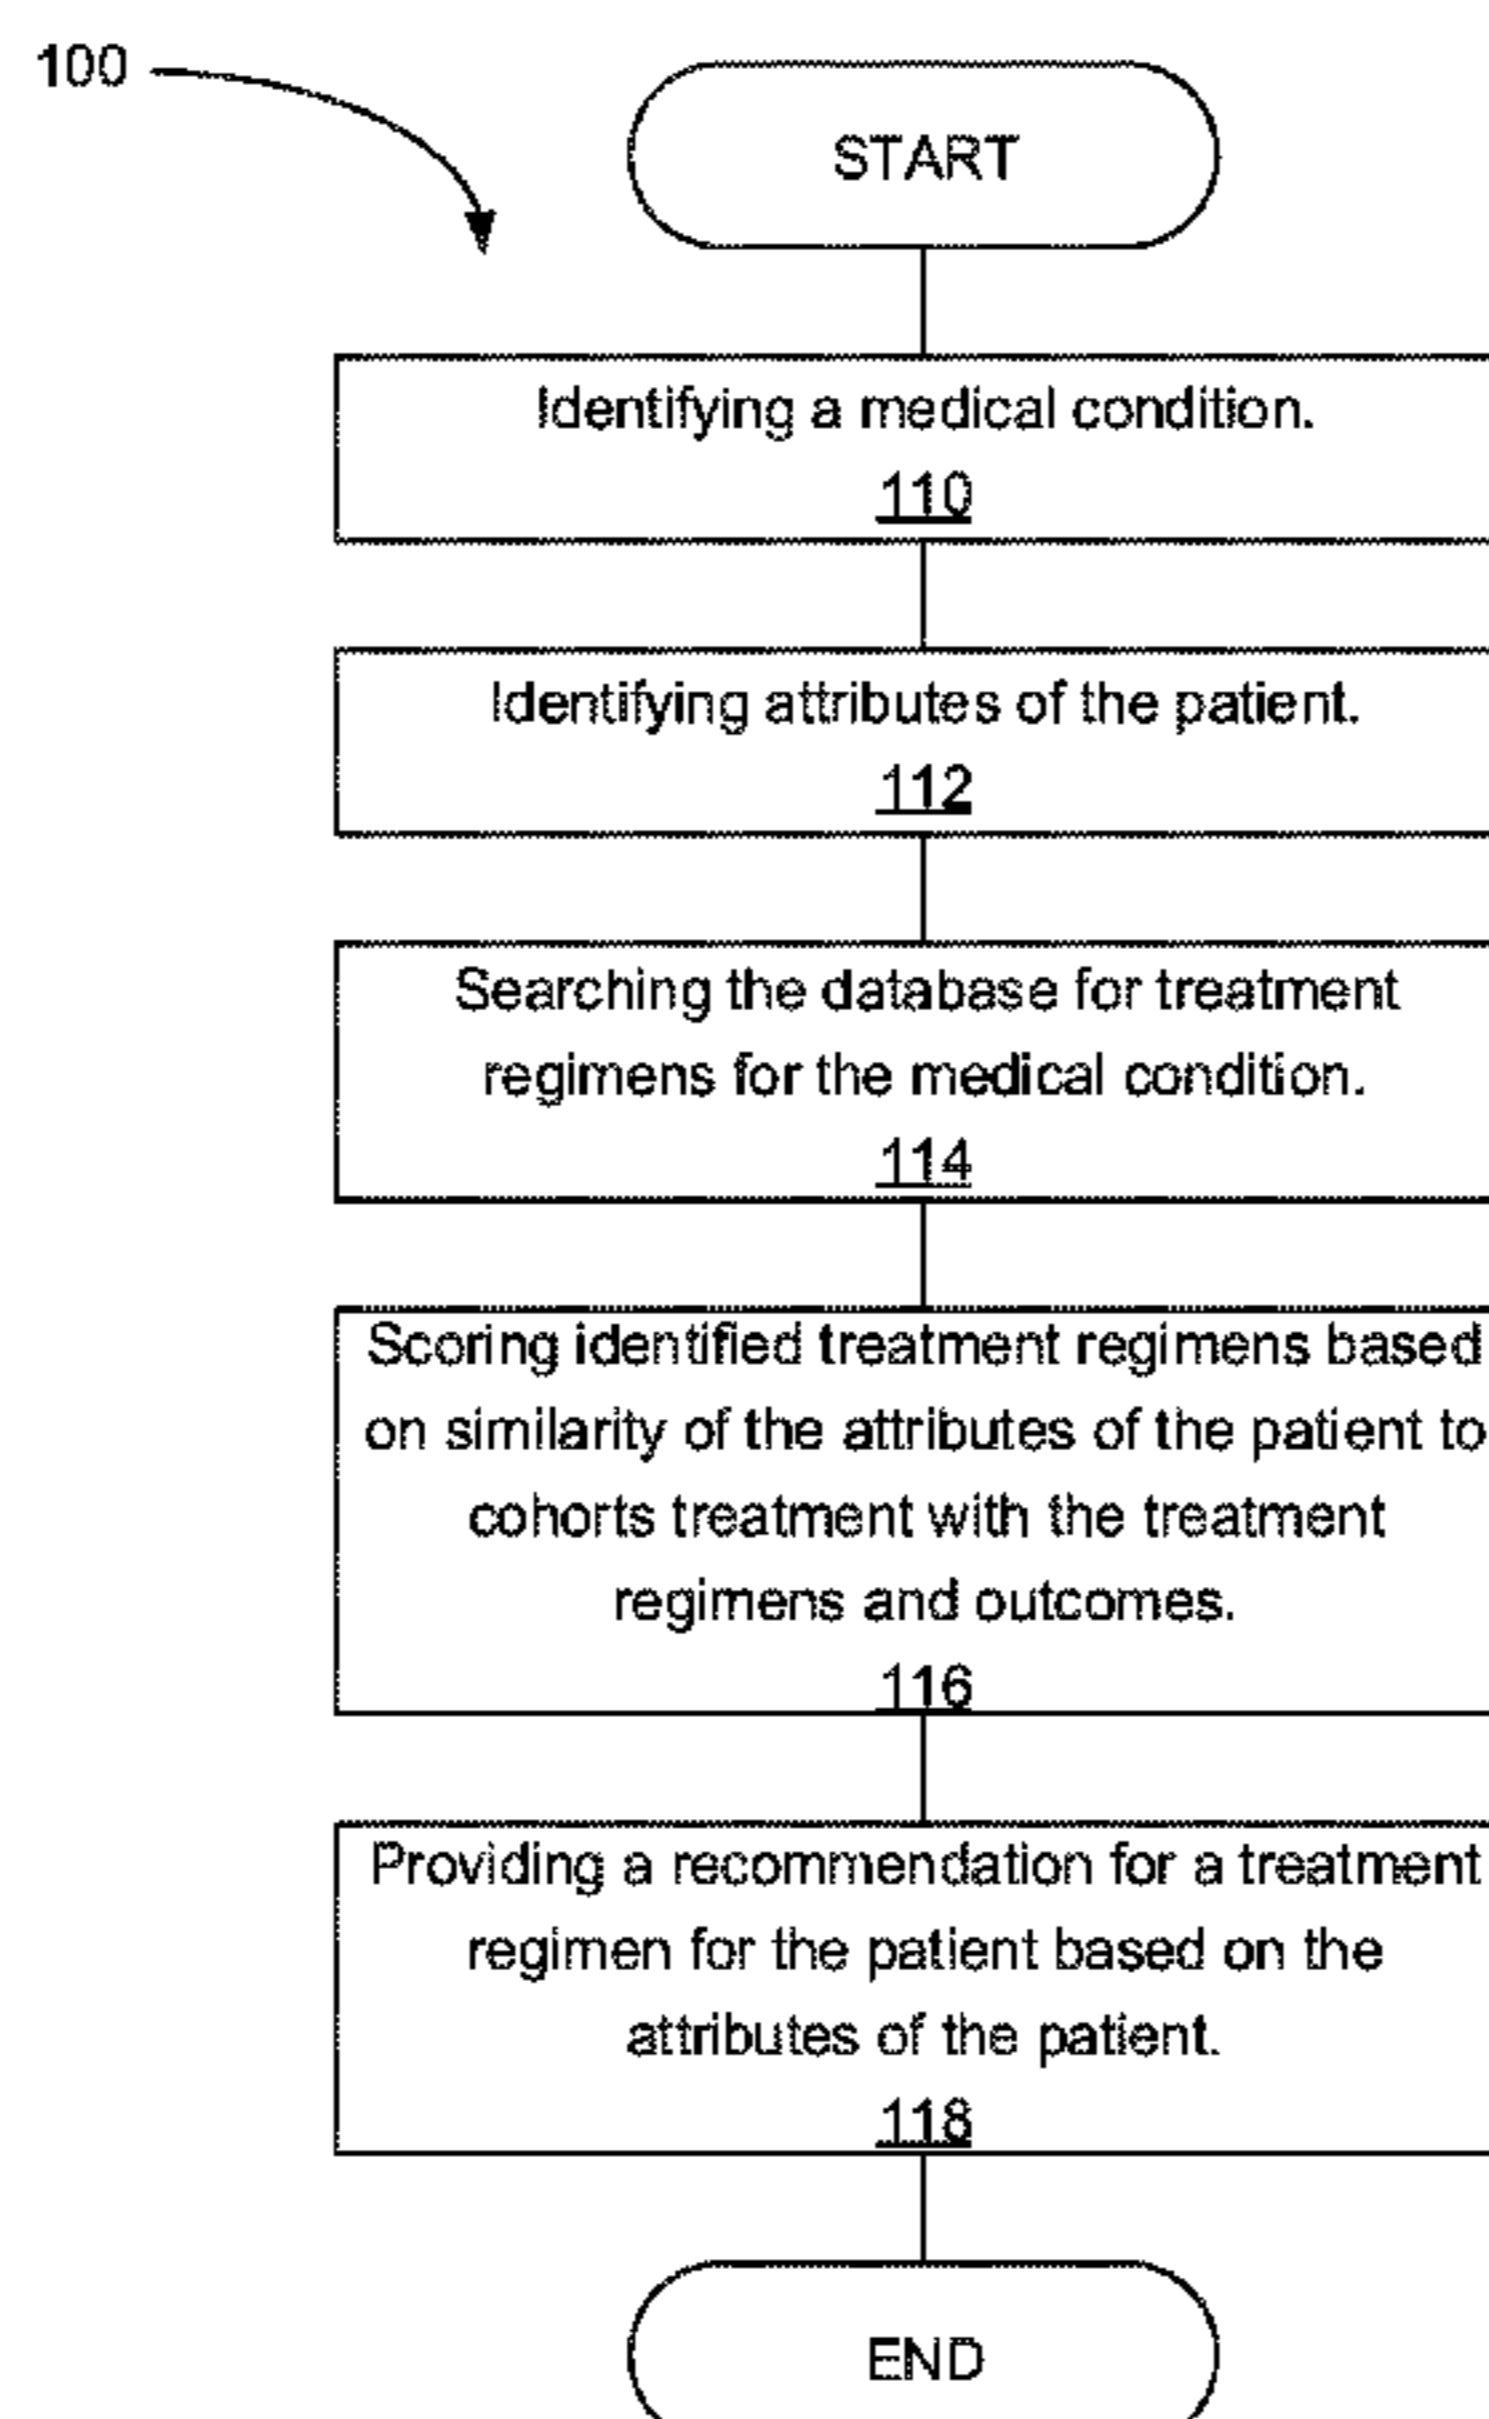 100
START
Identifying a medical condition.
110
Identifying attributes of the patient.
112
Searching the database for treatment
regimens for the medical condition.
114
Scoring identified treatment regimens based
on similarity of the attributes of the patient to
cohorts treatment with the treatment
regimens and outcomes.
116
Providing a recommendation for a treatment
regimen for the patient based on the
attributes of the patient.
118
END